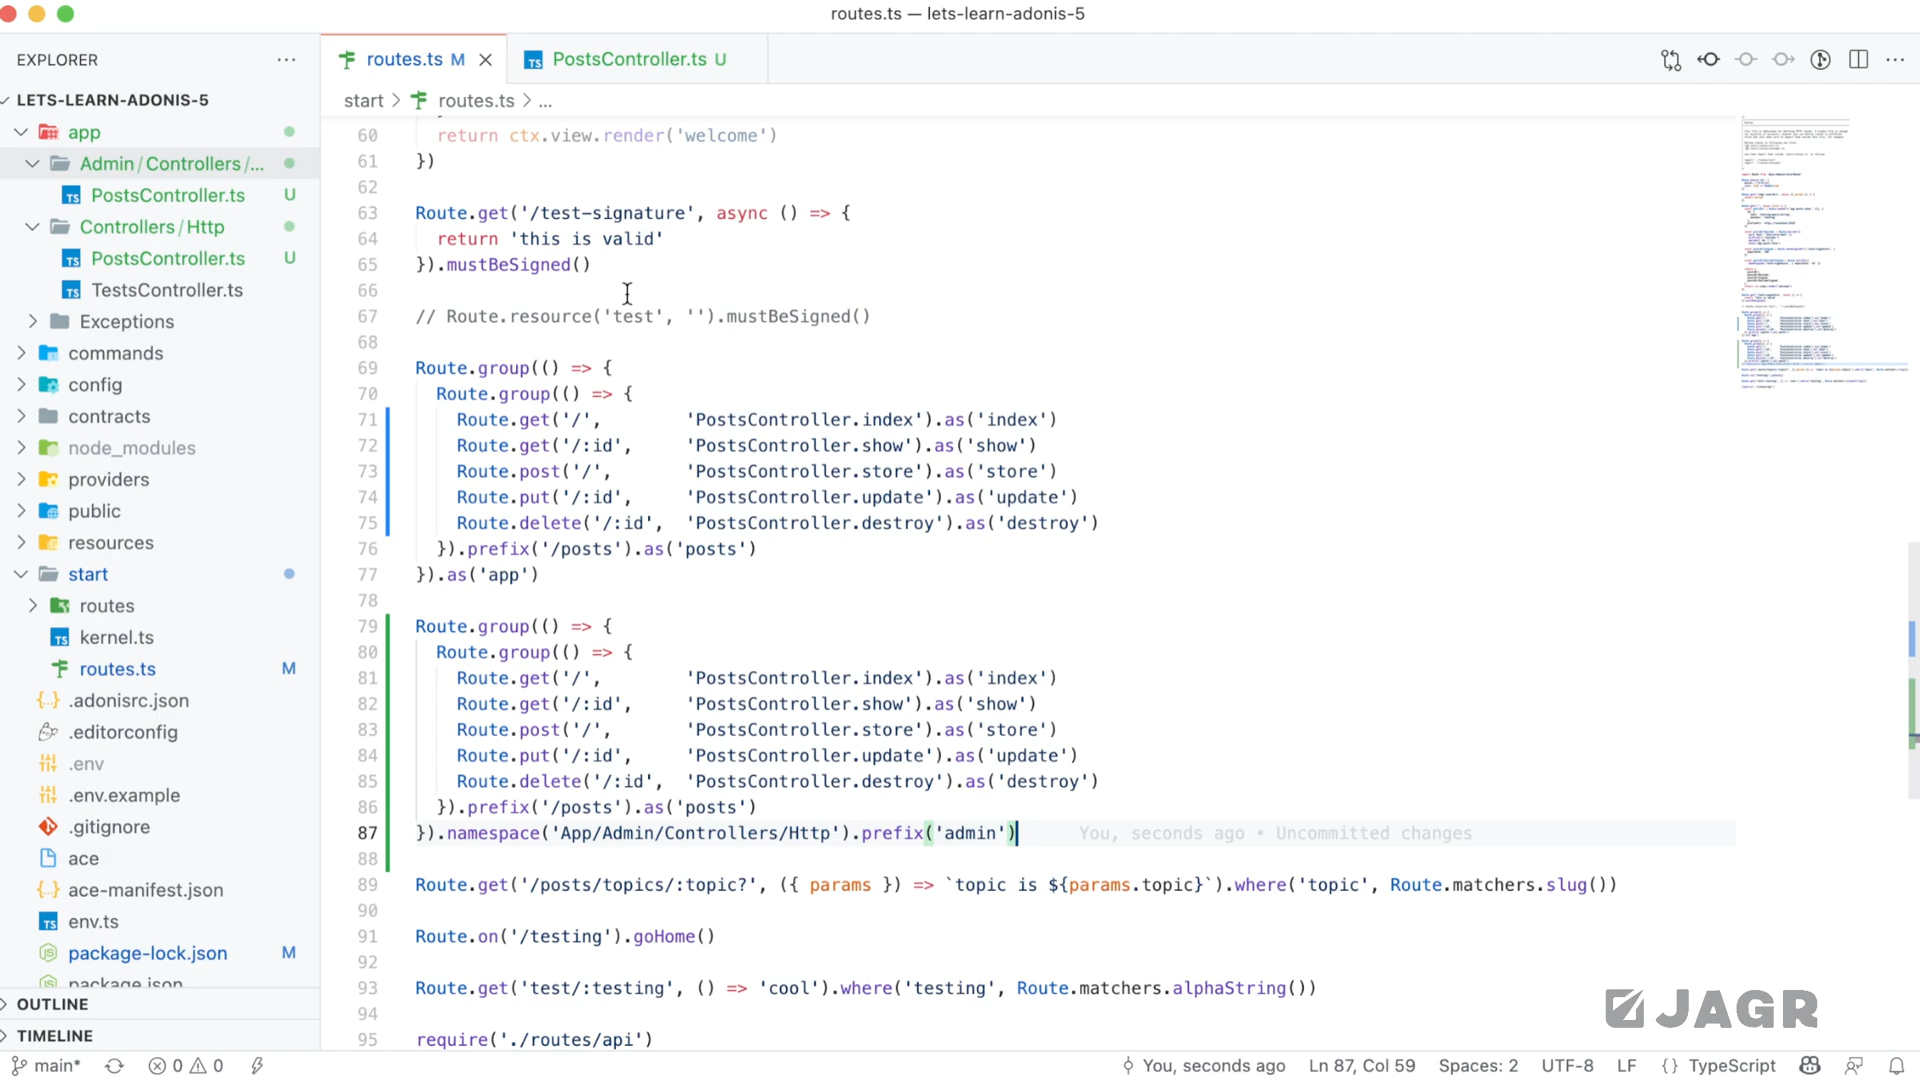 routes.ts — lets-learn-adonis-5
EXPLORER
LETS-LEARN-ADONIS-5
app
Admin/Controllers/...
PostsController.ts U
Controllers/Http
PostsController.ts U
TestsController.ts
Exceptions
commands
config
contracts
node_modules
providers
public
resources
start
routes
kernel.ts
routes.ts M
.adonisrc.json
.editorconfig
.env
.env.example
.gitignore
ace
ace-manifest.json
env.ts
package-lock.json M
package.json
OUTLINE
TIMELINE
routes.ts M
PostsController.ts U
start > routes.ts > ...
60 return ctx.view.render('welcome')
61 })
62
63 Route.get('/test-signature', async () => {
64 return 'this is valid'
65 }).mustBeSigned()
66
67 // Route.resource('test', '').mustBeSigned()
68
69 Route.group(() => {
70 Route.group(() => {
71 Route.get('/', 'PostsController.index').as('index')
72 Route.get('/:id', 'PostsController.show').as('show')
73 Route.post('/', 'PostsController.store').as('store')
74 Route.put('/:id', 'PostsController.update').as('update')
75 Route.delete('/:id', 'PostsController.destroy').as('destroy')
76 }).prefix('/posts').as('posts')
77 }).as('app')
78
79 Route.group(() => {
80 Route.group(() => {
81 Route.get('/', 'PostsController.index').as('index')
82 Route.get('/:id', 'PostsController.show').as('show')
83 Route.post('/', 'PostsController.store').as('store')
84 Route.put('/:id', 'PostsController.update').as('update')
85 Route.delete('/:id', 'PostsController.destroy').as('destroy')
86 }).prefix('/posts').as('posts')
87 }).namespace('App/Admin/Controllers/Http').prefix('admin') You, seconds ago • Uncommitted changes
88
89 Route.get('/posts/topics/:topic?', ({ params }) => `topic is ${params.topic}`).where('topic', Route.matchers.slug())
90
91 Route.on('/testing').goHome()
92
93 Route.get('test/:testing', () => 'cool').where('testing', Route.matchers.alphaString())
94
95 require('./routes/api')
JAGR
main* 0 0 You, seconds ago Ln 87, Col 59 Spaces: 2 UTF-8 LF {} TypeScript